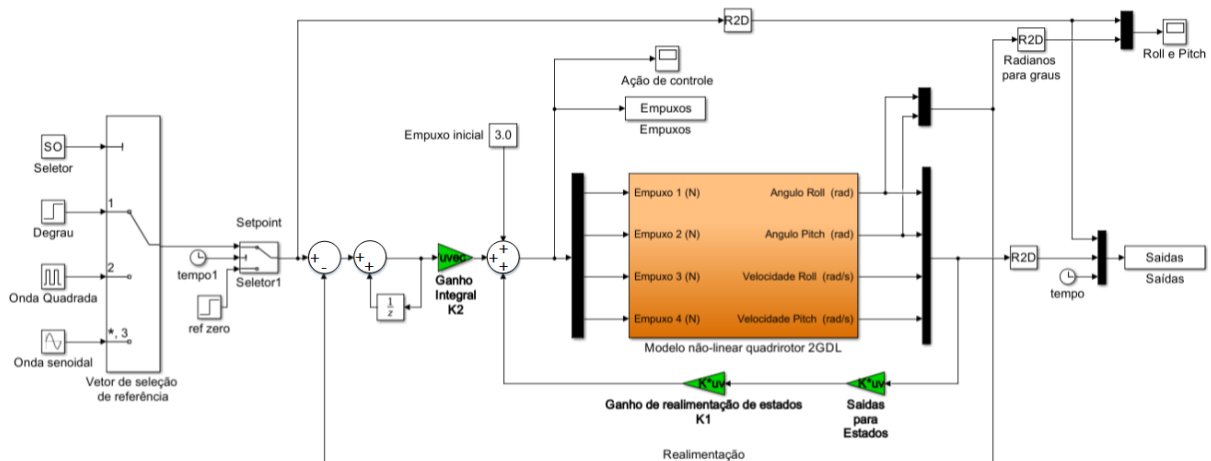 R2D
R2D
Radianos
para graus
Roll e Pitch
Ação de controle
Empuxos
Empuxos
Empuxo inicial
3.0
SO
Seletor
1
Degrau
2
Onda Quadrada
*, 3
Onda senoidal
Vetor de seleção
de referência
tempo1
ref zero
Setpoint
Seletor1
+
-
+
+
1
z
uvec
Ganho
Integral
K2
+
+
+
Empuxo 1 (N)
Angulo Roll (rad)
Empuxo 2 (N)
Angulo Pitch (rad)
Empuxo 3 (N)
Velocidade Roll (rad/s)
Empuxo 4 (N)
Velocidade Pitch (rad/s)
Modelo não-linear quadrirotor 2GDL
R2D
tempo
Saidas
Saídas
K*uv
Ganho de realimentação de estados
K1
K*uv
Saidas
para
Estados
Realimentação